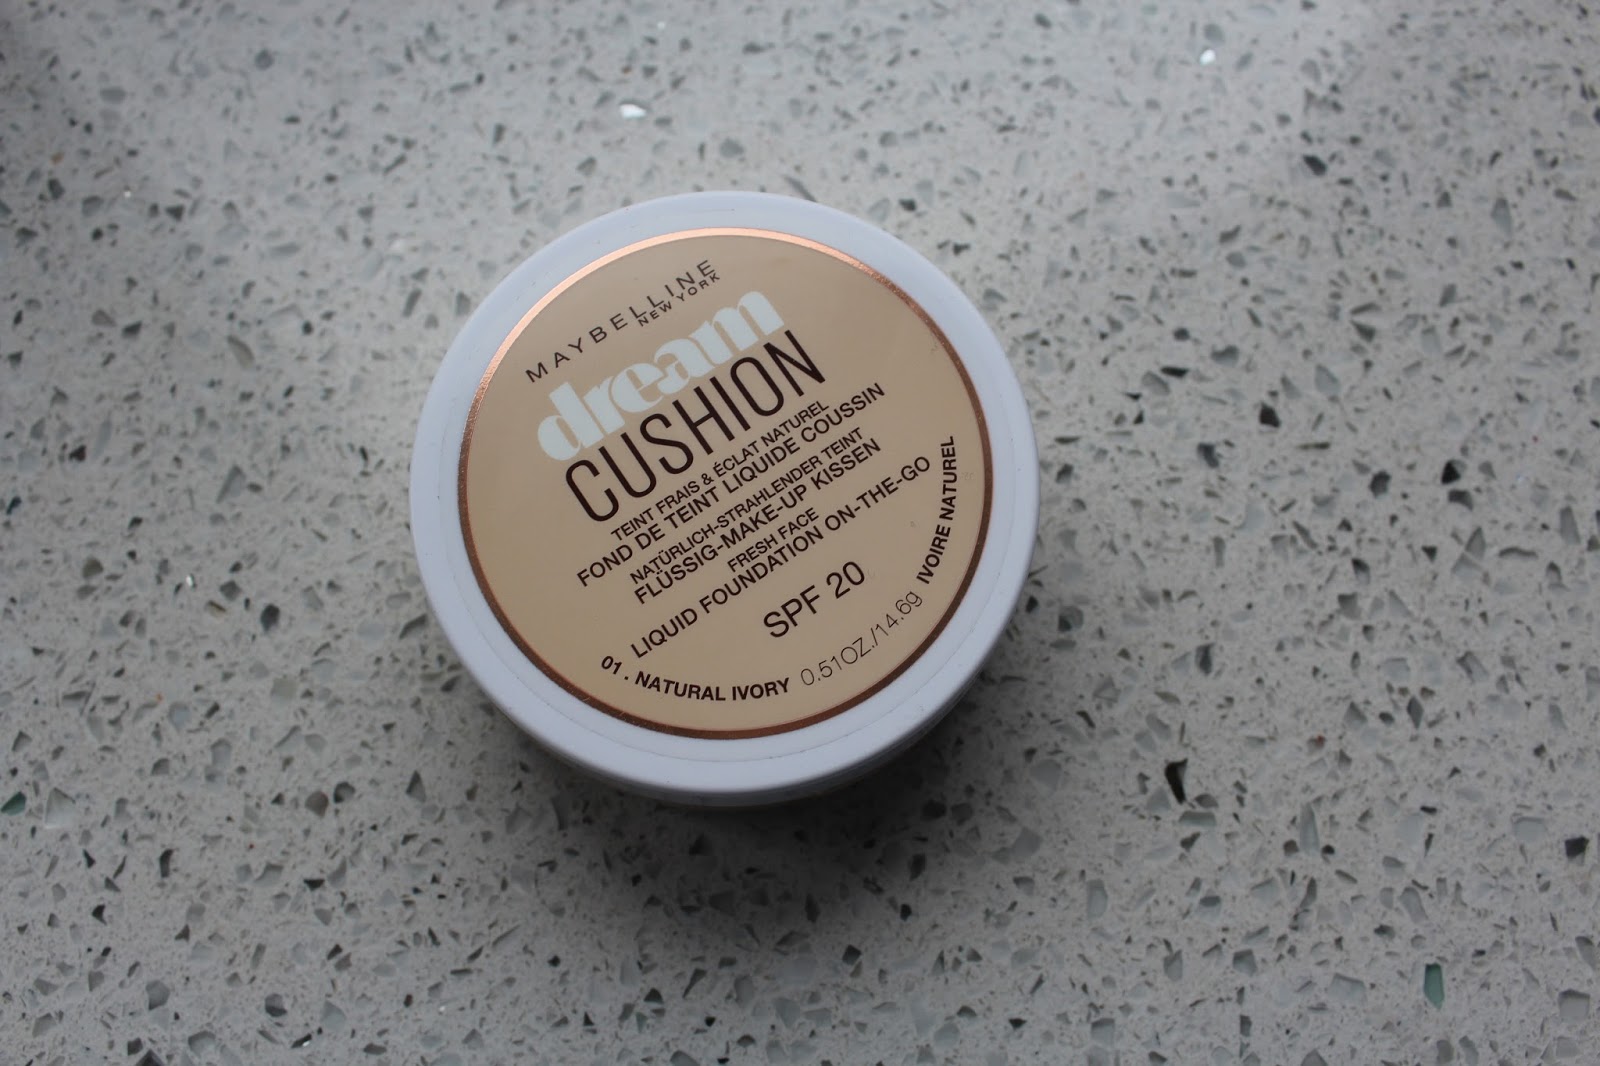 MAYBELLINE
NEW YORK
dream
CUSHION
TEINT FRAIS & ÉCLAT NATUREL
FOND DE TEINT LIQUIDE COUSSIN
NATÜRLICH-STRAHLENDER TEINT
FLÜSSIG-MAKE-UP KISSEN
FRESH FACE
LIQUID FOUNDATION ON-THE-GO
SPF 20
01 . NATURAL IVORY 0.51OZ./14.6g IVOIRE NATUREL